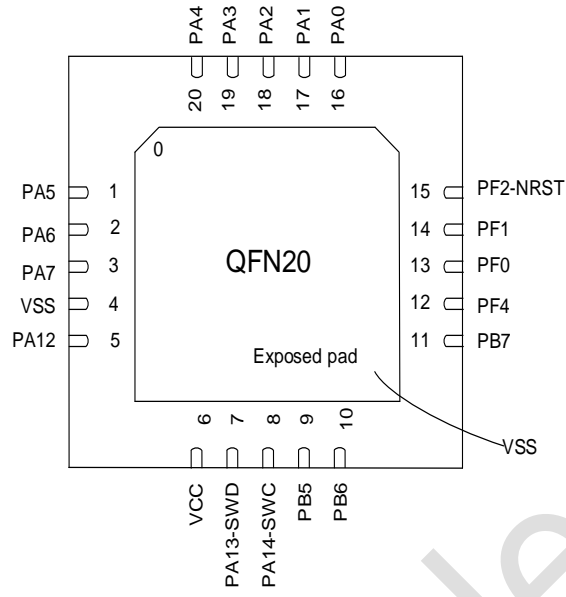 PA4 PA3 PA2 PA1 PA0
20 19 18 17 16
0
PA5 1 15 PF2-NRST
PA6 2 14 PF1
PA7 3 QFN20 13 PF0
VSS 4 12 PF4
PA12 5 11 PB7
Exposed pad
6 7 8 9 10
VSS
VCC PA13-SWD PA14-SWC PB5 PB6